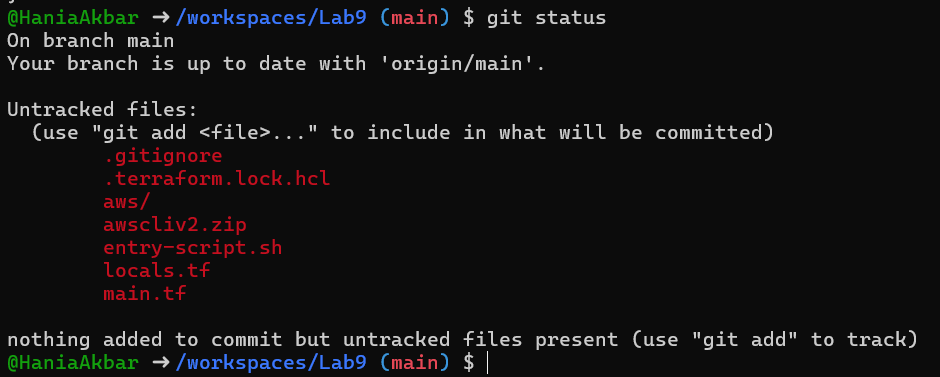 @HaniaAkbar ➜ /workspaces/Lab9 (main) $ git status
On branch main
Your branch is up to date with 'origin/main'.
Untracked files:
(use "git add <file>..." to include in what will be committed)
.gitignore
.terraform.lock.hcl
aws/
awscliv2.zip
entry-script.sh
locals.tf
main.tf
nothing added to commit but untracked files present (use "git add" to track)
@HaniaAkbar ➜ /workspaces/Lab9 (main) $